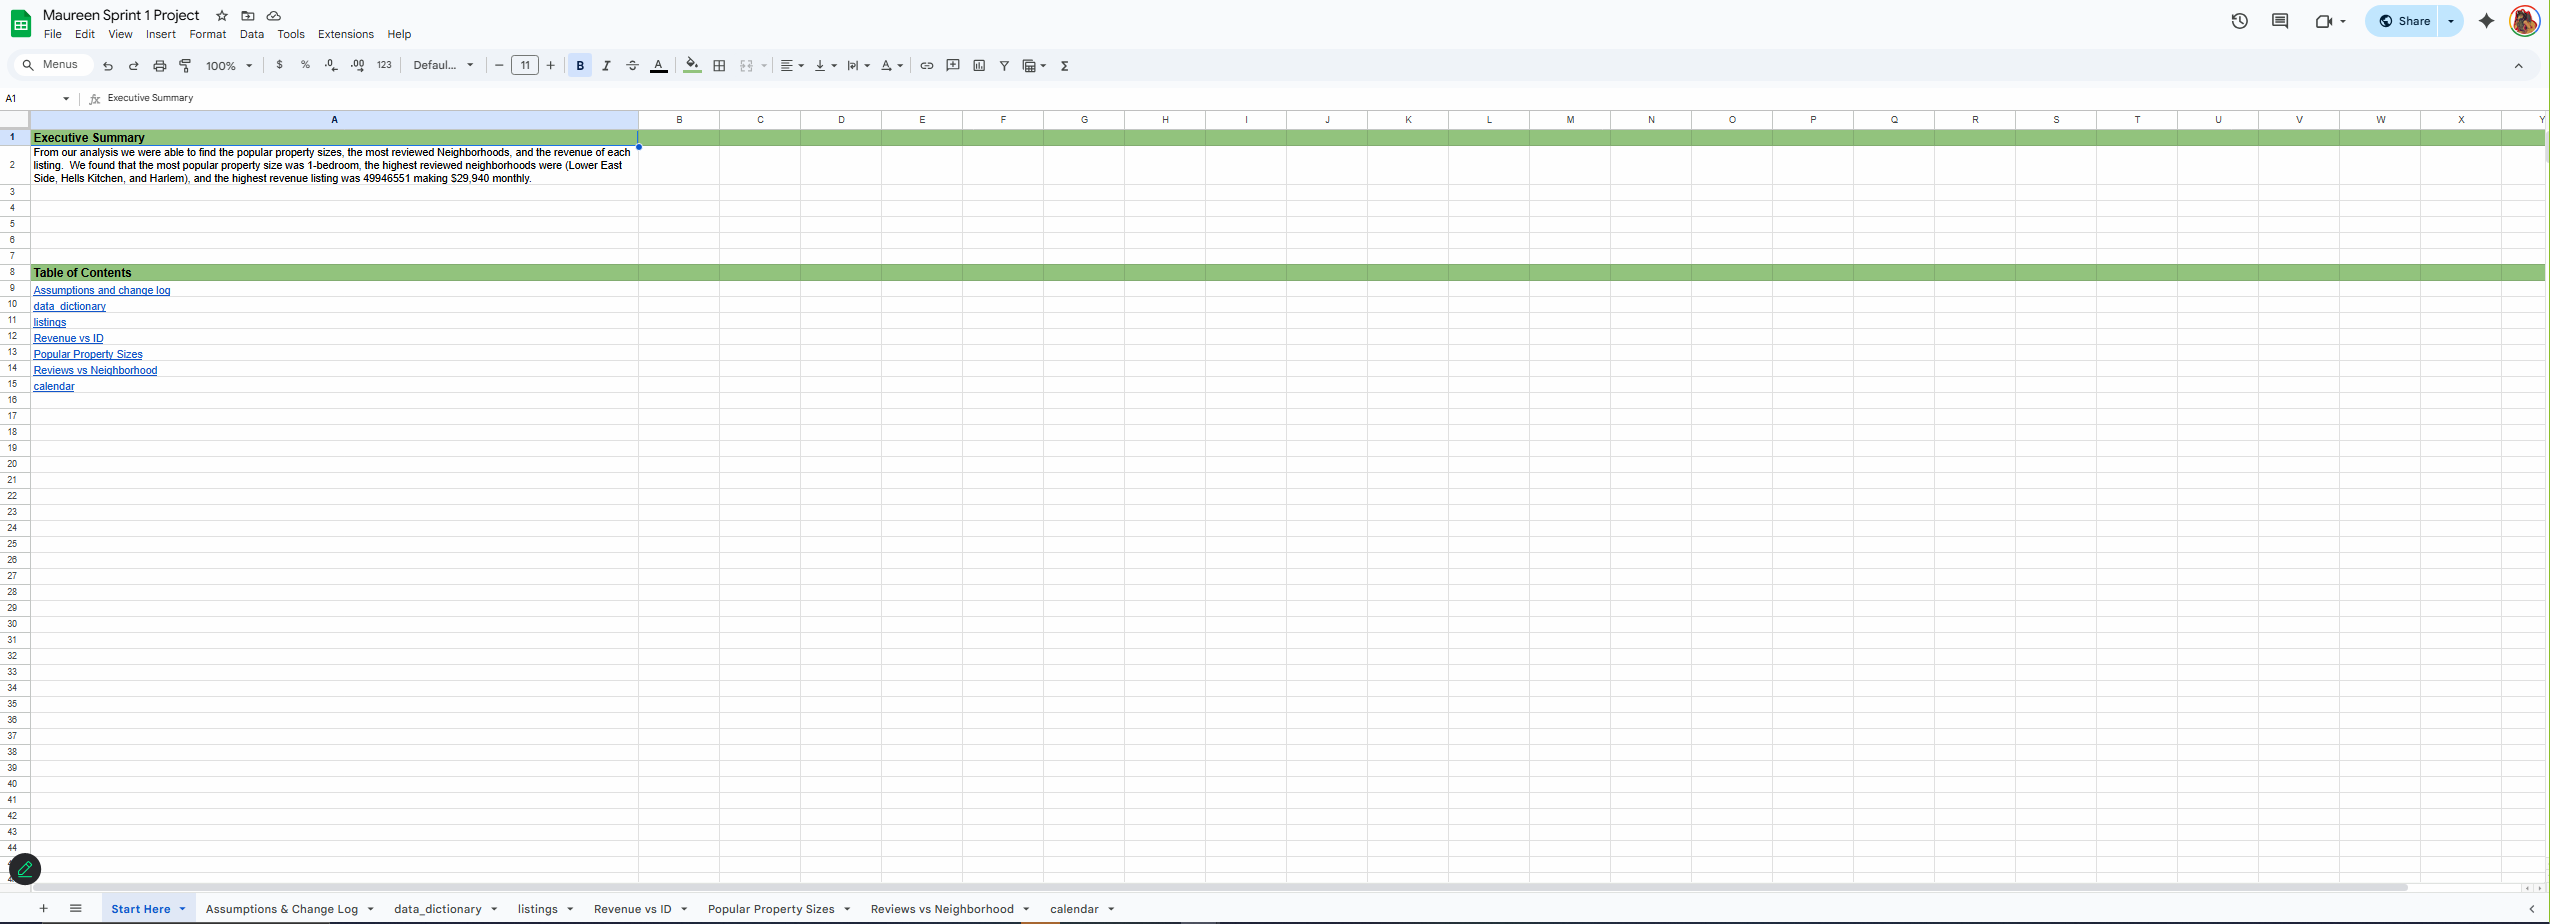 Maureen Sprint 1 Project
File Edit View Insert Format Data Tools Extensions Help
Share
Menus 100% $ % .0 .00 123 Defaul... 11 B I A A Σ
A1 fx Executive Summary
A B C D E F G H I J K L M N O P Q R S T U V W X Y
1 Executive Summary
2 From our analysis we were able to find the popular property sizes, the most reviewed Neighborhoods, and the revenue of each
listing. We found that the most popular property size was 1-bedroom, the highest reviewed neighborhoods were (Lower East
Side, Hells Kitchen, and Harlem), and the highest revenue listing was 49946551 making $29,940 monthly.
3
4
5
6
7
8 Table of Contents
9 Assumptions and change log
10 data_dictionary
11 listings
12 Revenue vs ID
13 Popular Property Sizes
14 Reviews vs Neighborhood
15 calendar
16
17
18
19
20
21
22
23
24
25
26
27
28
29
30
31
32
33
34
35
36
37
38
39
40
41
42
43
44
+ Start Here Assumptions & Change Log data_dictionary listings Revenue vs ID Popular Property Sizes Reviews vs Neighborhood calendar